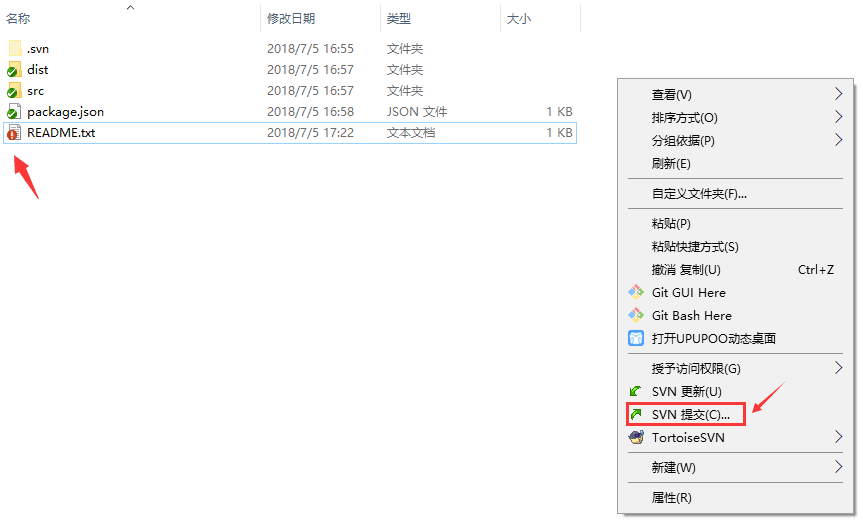 名称 修改日期 类型 大小
.svn 2018/7/5 16:55 文件夹
dist 2018/7/5 16:57 文件夹
src 2018/7/5 16:57 文件夹
package.json 2018/7/5 16:58 JSON 文件 1 KB
README.txt 2018/7/5 17:22 文本文档 1 KB
查看(V)
排序方式(O)
分组依据(P)
刷新(E)
自定义文件夹(F)...
粘贴(P)
粘贴快捷方式(S)
撤消 复制(U) Ctrl+Z
Git GUI Here
Git Bash Here
打开UPUPOO动态桌面
授予访问权限(G)
SVN 更新(U)
SVN 提交(C)...
TortoiseSVN
新建(W)
属性(R)